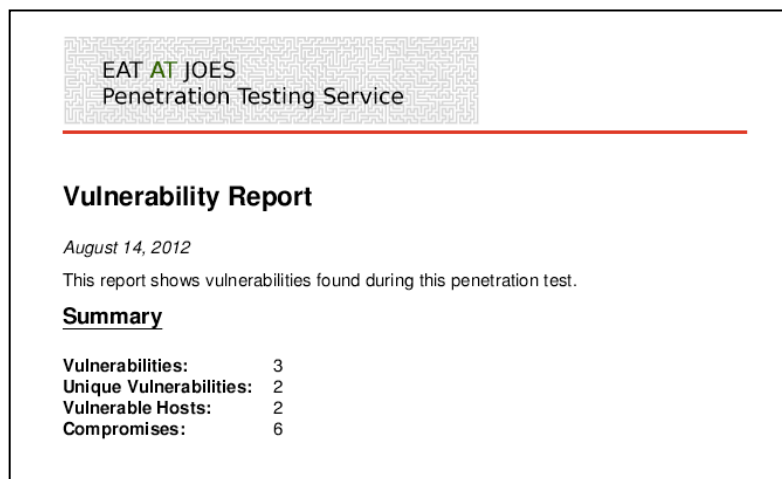 EAT AT JOES
Penetration Testing Service
Vulnerability Report
August 14, 2012
This report shows vulnerabilities found during this penetration test.
Summary
Vulnerabilities: 3
Unique Vulnerabilities: 2
Vulnerable Hosts: 2
Compromises: 6